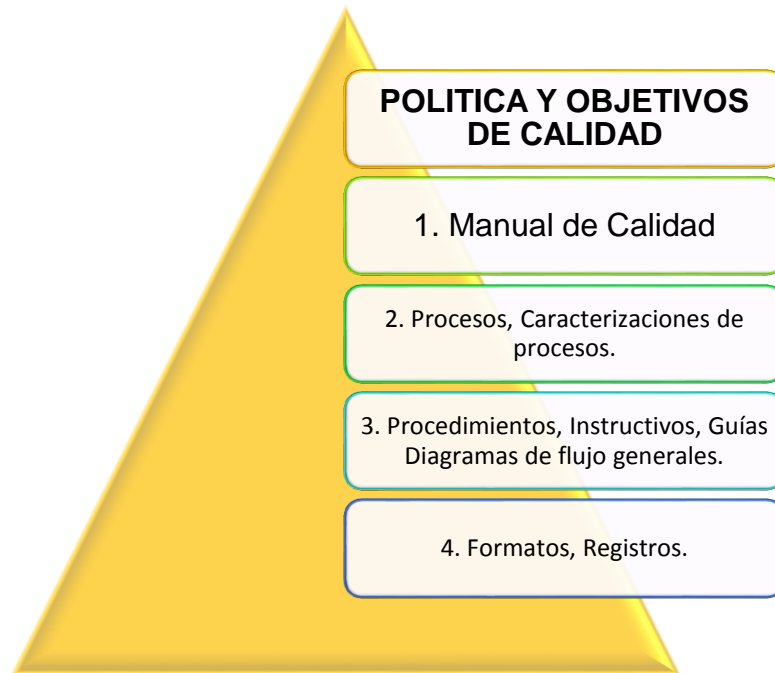 POLITICA Y OBJETIVOS
DE CALIDAD
1. Manual de Calidad
2. Procesos, Caracterizaciones de
procesos.
3. Procedimientos, Instructivos, Guías
Diagramas de flujo generales.
4. Formatos, Registros.